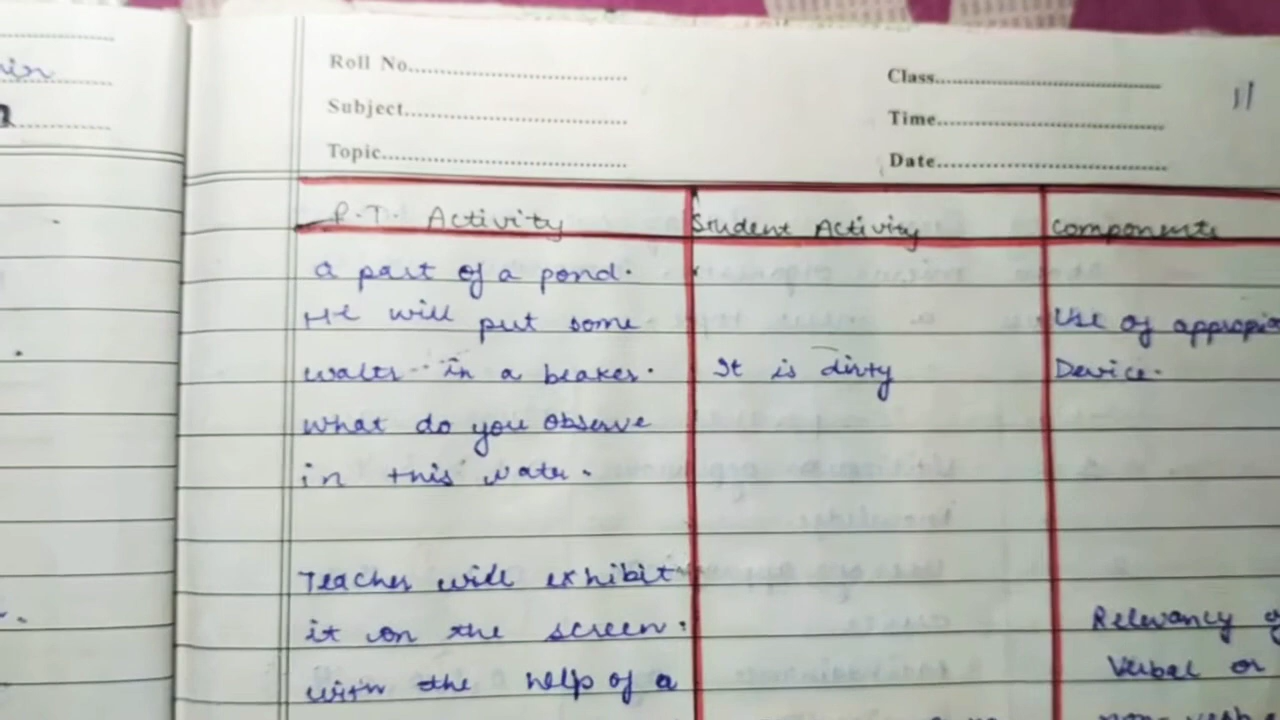 Roll No.
Class
11
Subject
Time
Topic
Date
P.T. Activity
Student Activity
Components
a part of a pond.
He will put some
Use of
walts in a beaker.
It is dirty
Device.
what do you observe
in this water.
Teacher will exhibit
it on the screen.
Relevancy
with the help of a
Verbal or